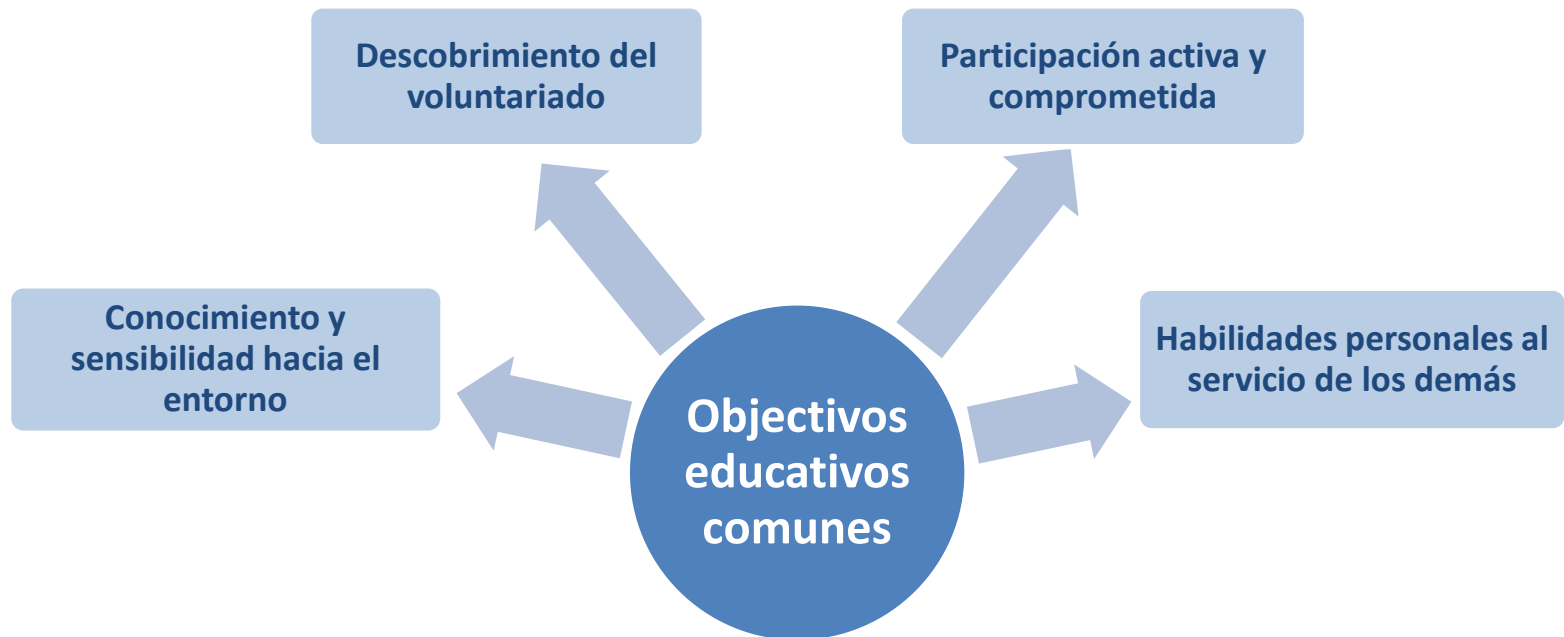 Descobrimiento del
voluntariado
Participación activa y
comprometida
Conocimiento y
sensibilidad hacia el
entorno
Habilidades personales al
servicio de los demás
Objectivos
educativos
comunes